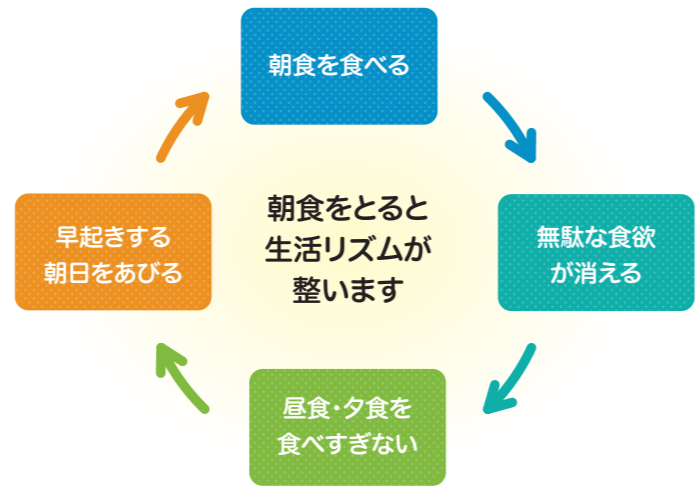 朝食を食べる
無駄な食欲
が消える
昼食・夕食を
食べすぎない
早起きする
朝日をあびる
朝食をとると
生活リズムが
整います